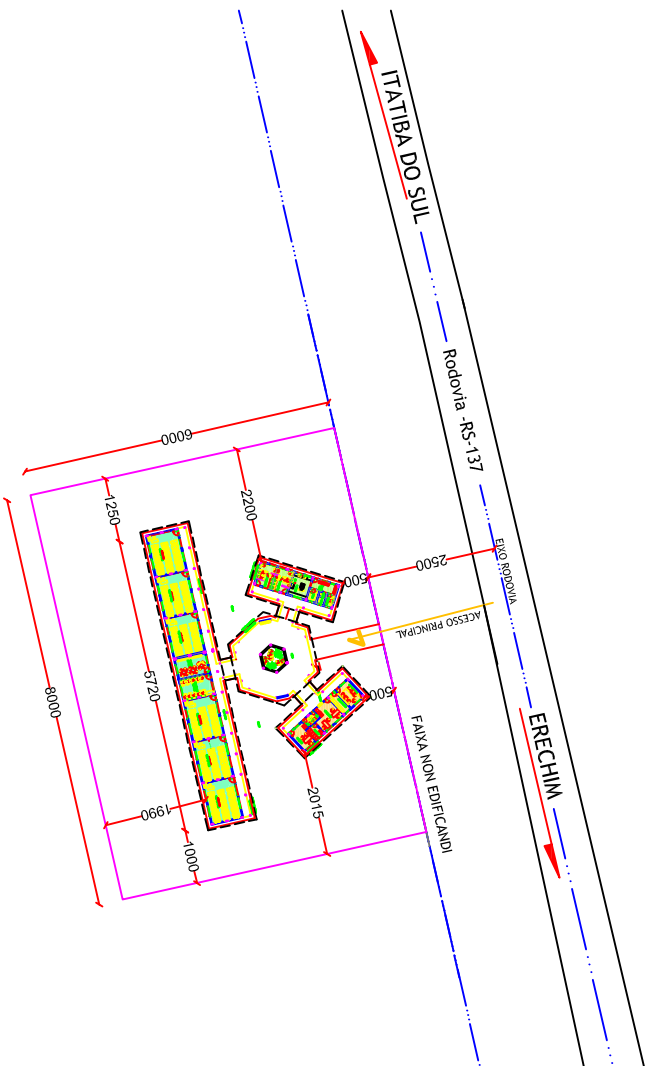 ITATIBA DO SUL
Rodovia -RS-137
6000
1250
2200
500
2500
EIXO RODOVIA
ACESSO PRINCIPAL
8000
5720
500
FAIXA NON EDIFICANDI
ERECHIM
1990
2015
1000